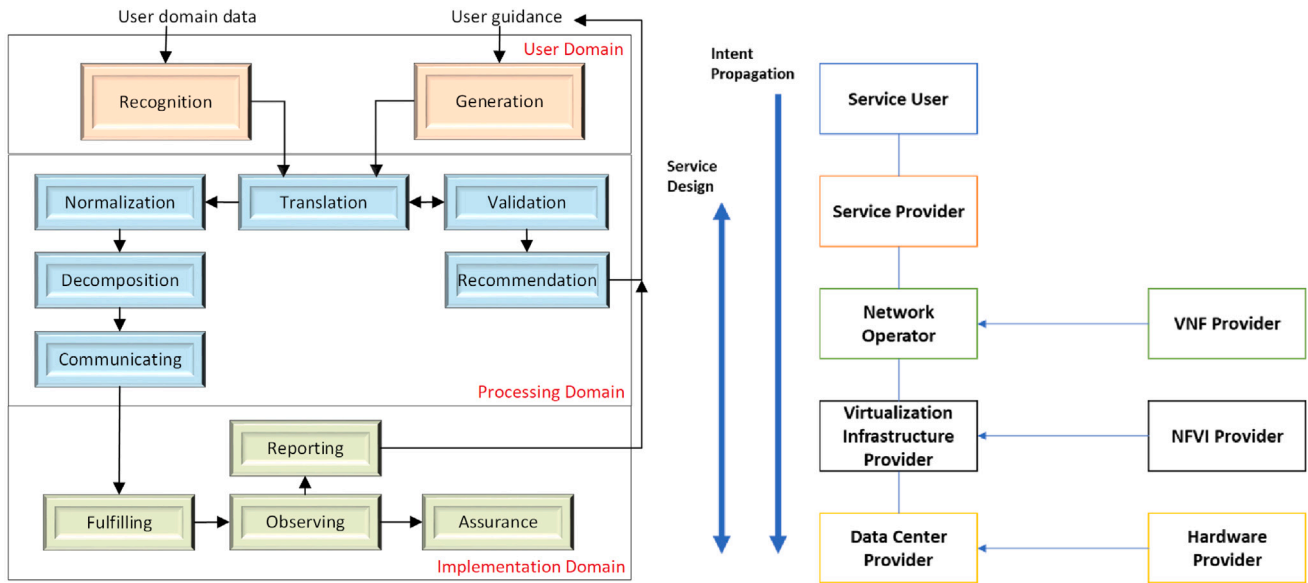 User domain data
User guidance
User Domain
Recognition
Generation
Normalization
Translation
Validation
Decomposition
Recommendation
Communicating
Processing Domain
Reporting
Fulfilling
Observing
Assurance
Implementation Domain
Intent
Propagation
Service
Design
Service User
Service Provider
Network
Operator
VNF Provider
Virtualization
Infrastructure
Provider
NFVI Provider
Data Center
Provider
Hardware
Provider